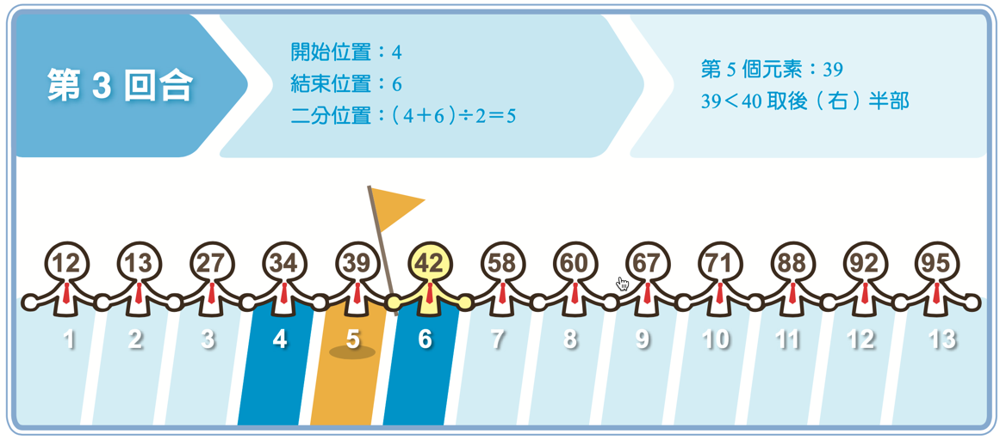 第 3 回合
開始位置：4
結束位置：6
二分位置：(4＋6)÷2＝5
第 5 個元素：39
39＜40 取後（右）半部
12 13 27 34 39 42 58 60 67 71 88 92 95
1 2 3 4 5 6 7 8 9 10 11 12 13